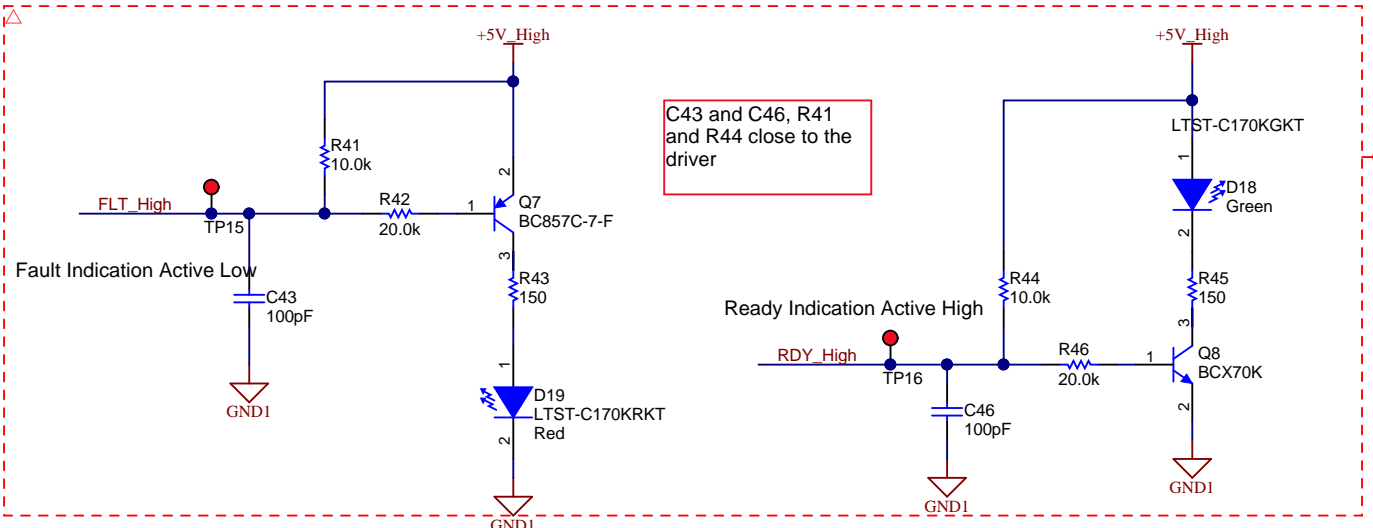 +5V_High
+5V_High
C43 and C46, R41
and R44 close to the
driver
LTST-C170KGKT
R41
10.0k
1
2
D18
Green
FLT_High
TP15
R42
20.0k
1
Q7
BC857C-7-F
2
3
Fault Indication Active Low
C43
100pF
R43
150
R44
10.0k
R45
150
Ready Indication Active High
3
RDY_High
TP16
R46
20.0k
1
Q8
BCX70K
1
D19
LTST-C170KRKT
Red
2
2
C46
100pF
GND1
GND1
GND1
GND1